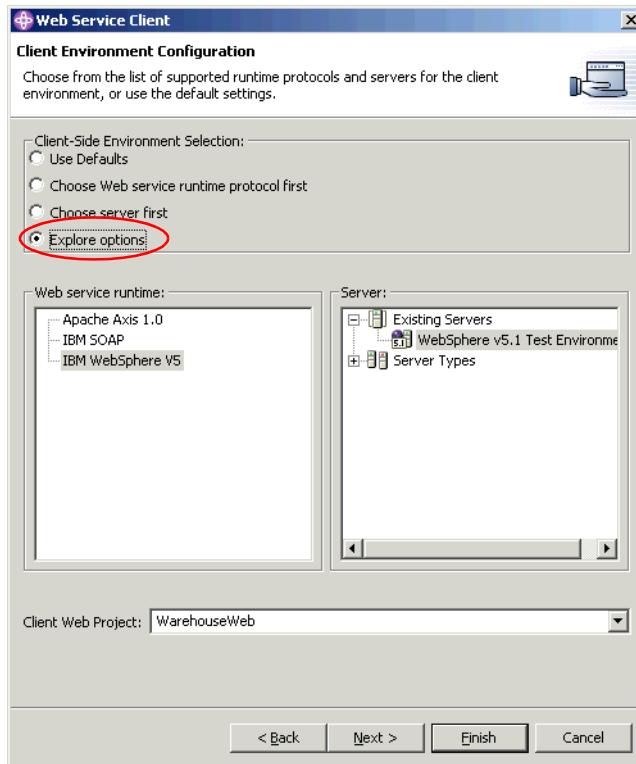 Web Service Client
Client Environment Configuration
Choose from the list of supported runtime protocols and servers for the client
environment, or use the default settings.
Client-Side Environment Selection:
Use Defaults
Choose Web service runtime protocol first
Choose server first
Explore options
Web service runtime:
Apache Axis 1.0
IBM SOAP
IBM WebSphere V5
Server:
Existing Servers
5.1 WebSphere v5.1 Test Environme
Server Types
Client Web Project: WarehouseWeb
< Back Next > Finish Cancel